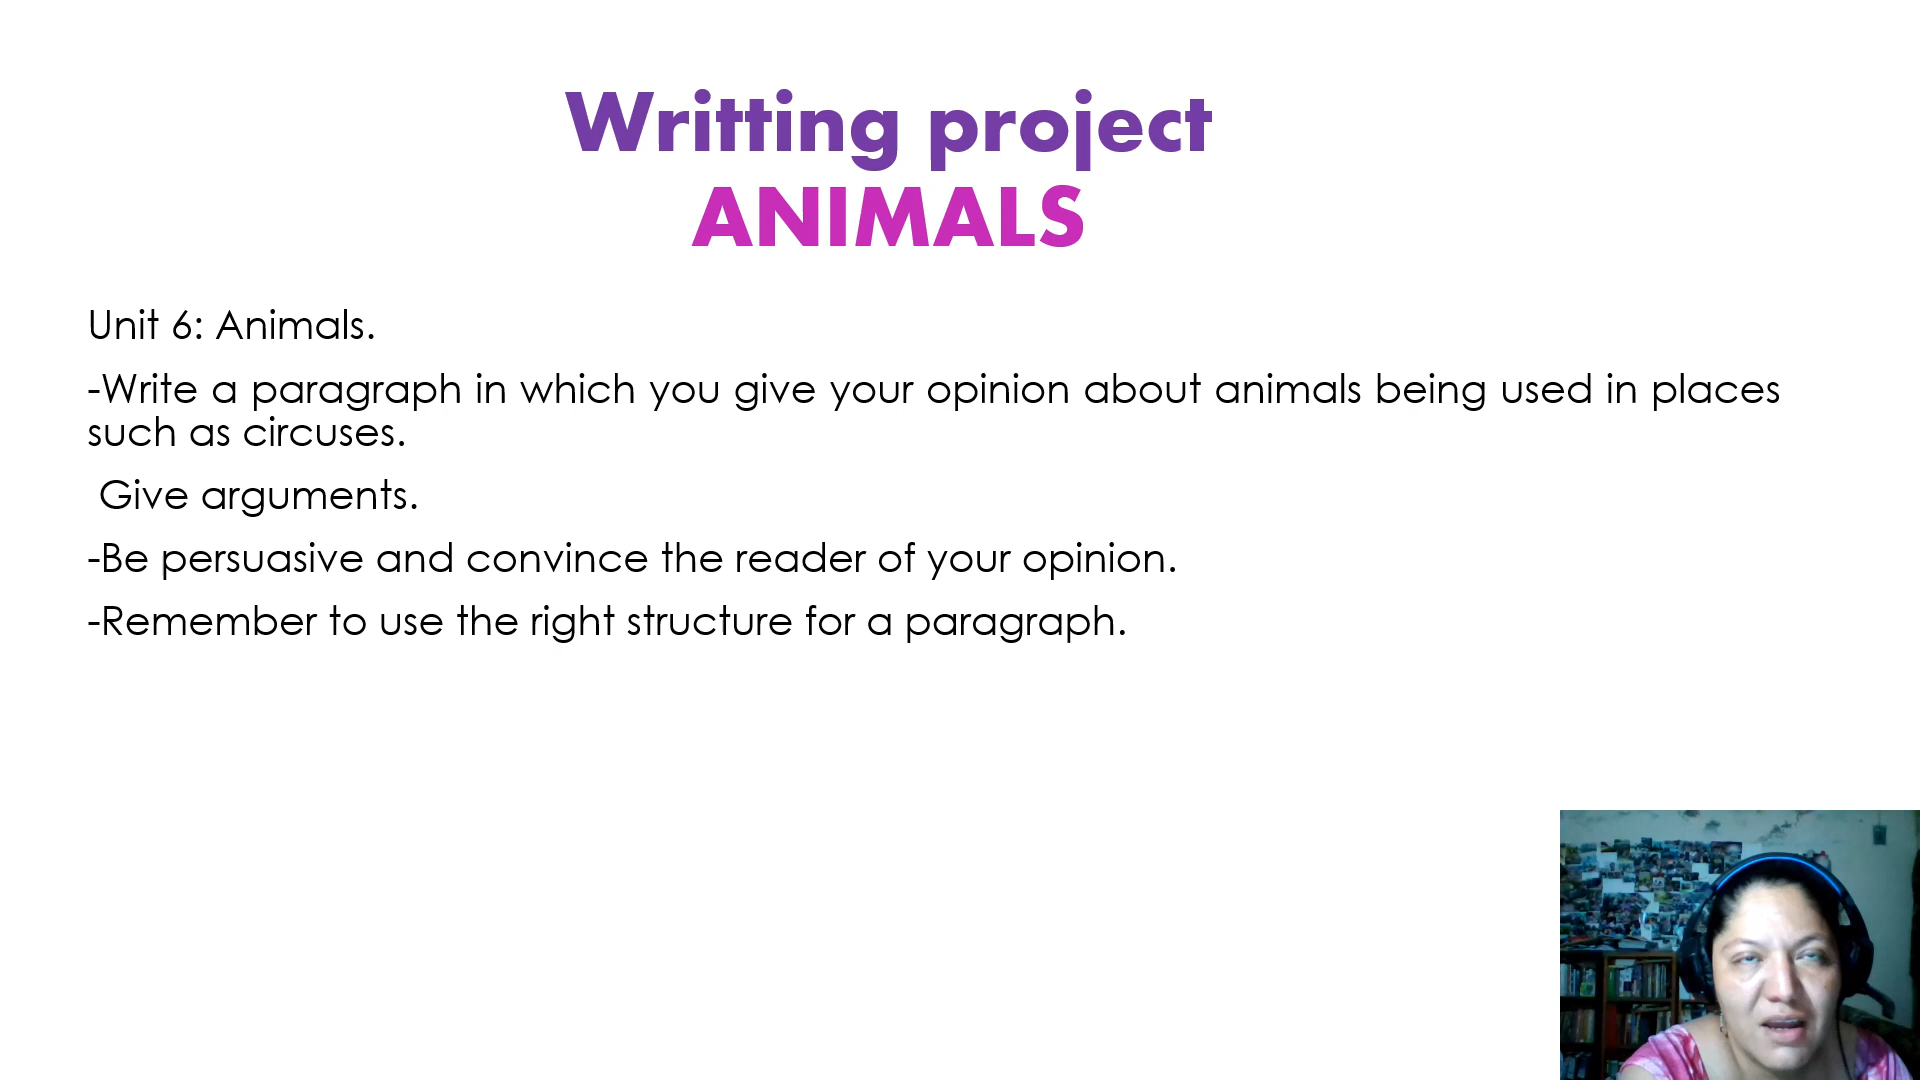 Writting project
ANIMALS
Unit 6: Animals.
-Write a paragraph in which you give your opinion about animals being used in places
such as circuses.
Give arguments.
-Be persuasive and convince the reader of your opinion.
-Remember to use the right structure for a paragraph.